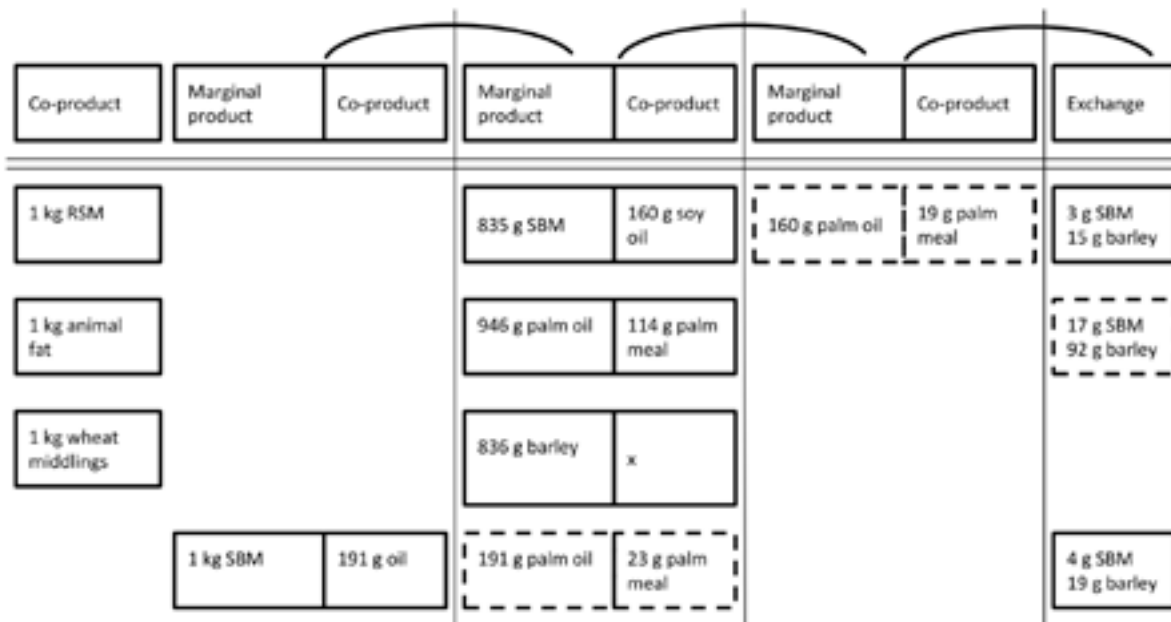 Co-product
Marginal
product
Co-product
Marginal
product
Co-product
Marginal
product
Co-product
Exchange
1 kg RSM
835 g SBM
160 g soy
oil
160 g palm oil
19 g palm
meal
3 g SBM
15 g barley
1 kg animal
fat
946 g palm oil
114 g palm
meal
17 g SBM
92 g barley
1 kg wheat
middlings
836 g barley
x
1 kg SBM
191 g oil
191 g palm oil
23 g palm
meal
4 g SBM
19 g barley